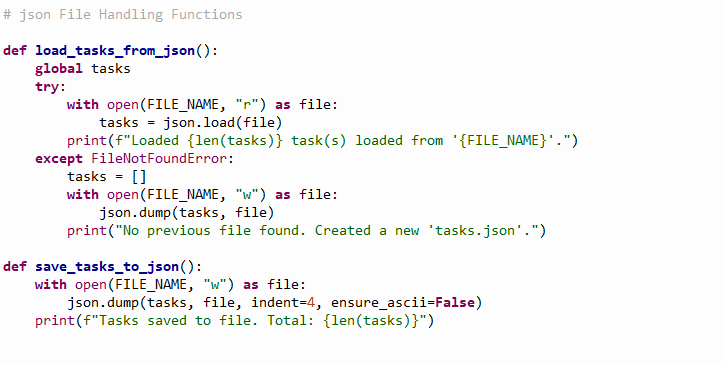 # json File Handling Functions
def load_tasks_from_json():
    global tasks
    try:
        with open(FILE_NAME, "r") as file:
            tasks = json.load(file)
        print(f"Loaded {len(tasks)} task(s) loaded from '{FILE_NAME}'.")
    except FileNotFoundError:
        tasks = []
        with open(FILE_NAME, "w") as file:
            json.dump(tasks, file)
        print("No previous file found. Created a new 'tasks.json'.")
def save_tasks_to_json():
    with open(FILE_NAME, "w") as file:
        json.dump(tasks, file, indent=4, ensure_ascii=False)
    print(f"Tasks saved to file. Total: {len(tasks)}")